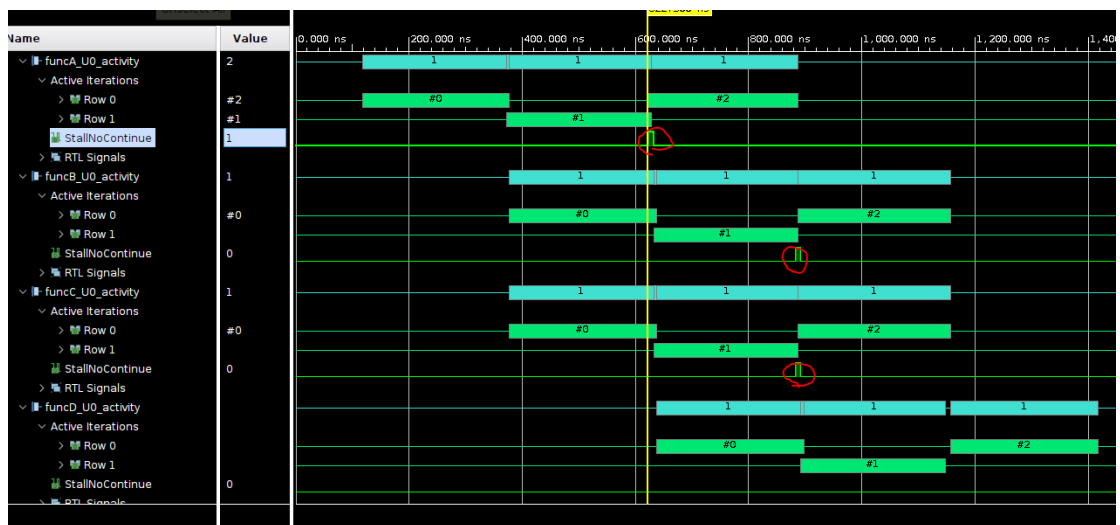 Name Value 0.000 ns 200.000 ns 400.000 ns 600.000 ns 800.000 ns 1,000.000 ns 1,200.000 ns 1,400
funcA_U0_activity 2 1 1 1
Active Iterations
Row 0 #2 #0 #2
Row 1 #1 #1
StallNoContinue 1
RTL Signals
funcB_U0_activity 1 1 1 1
Active Iterations
Row 0 #0 #0 #2
Row 1 #1
StallNoContinue 0
RTL Signals
funcC_U0_activity 1 1 1 1
Active Iterations
Row 0 #0 #0 #2
Row 1 #1
StallNoContinue 0
RTL Signals
funcD_U0_activity 1 1 1
Active Iterations
Row 0 #0 #2
Row 1 #1
StallNoContinue 0
RTL Signals